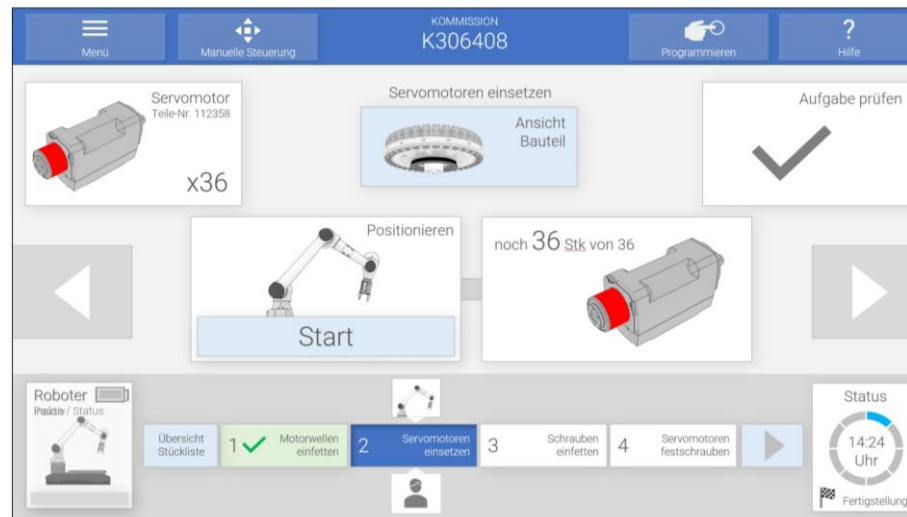 Menü
Manuelle Steuerung
KOMMISSION
K306408
Programmieren
?
Hilfe
Servomotor
Teile-Nr. 112358
x36
Servomotoren einsetzen
Ansicht
Bauteil
Aufgabe prüfen
Positionieren
Start
noch 36 Stk von 36
Roboter
/ Status
Übersicht
Stückliste
1
Motorwellen
einfetten
2
Servomotoren
einsetzen
3
Schrauben
einfetten
4
Servomotoren
festschrauben
Status
14:24
Uhr
Fertigstellung